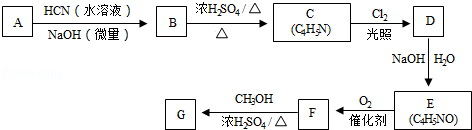 A
HCN（水溶液）
NaOH（微量）
B
浓H₂SO₄/△
△
C
(C₄H₅N)
Cl₂
光照
D
NaOH
H₂O
E
(C₄H₅NO)
O₂
催化剂
F
CH₃OH
浓H₂SO₄/△
G